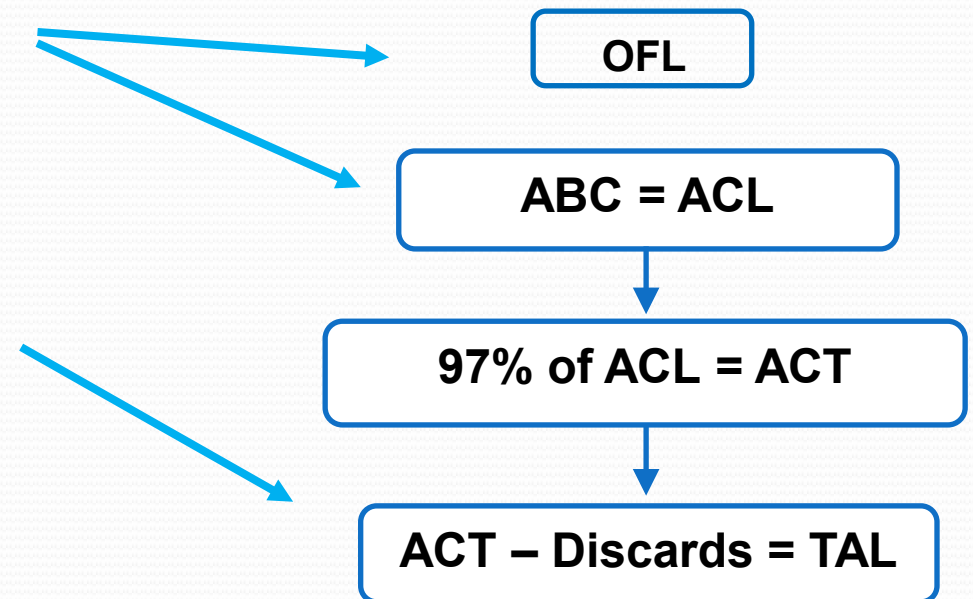 OFL
ABC = ACL
97% of ACL = ACT
ACT – Discards = TAL